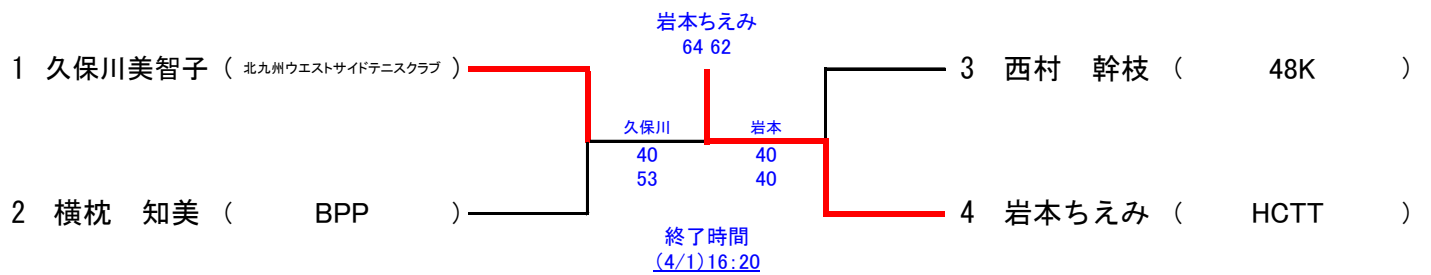 岩本ちえみ
64 62
1 久保川美智子 ( 北九州ウエストサイドテニスクラブ )
3 西村 幹枝 ( 48K )
久保川 岩本
40 40
53 40
2 横枕 知美 ( BPP )
4 岩本ちえみ ( HCTT )
終了時間
(4/1)16:20